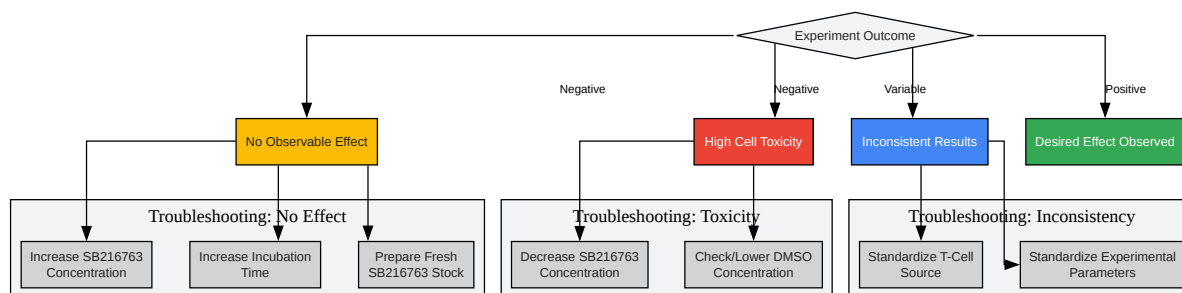 Experiment Outcome
Negative
Negative
Variable
Positive
No Observable Effect
High Cell Toxicity
Inconsistent Results
Desired Effect Observed
Troubleshooting: No Effect
Troubleshooting: Toxicity
Troubleshooting: Inconsistency
Increase SB216763
Concentration
Increase Incubation
Time
Prepare Fresh
SB216763 Stock
Decrease SB216763
Concentration
Check/Lower DMSO
Concentration
Standardize T-Cell
Source
Standardize Experimental
Parameters